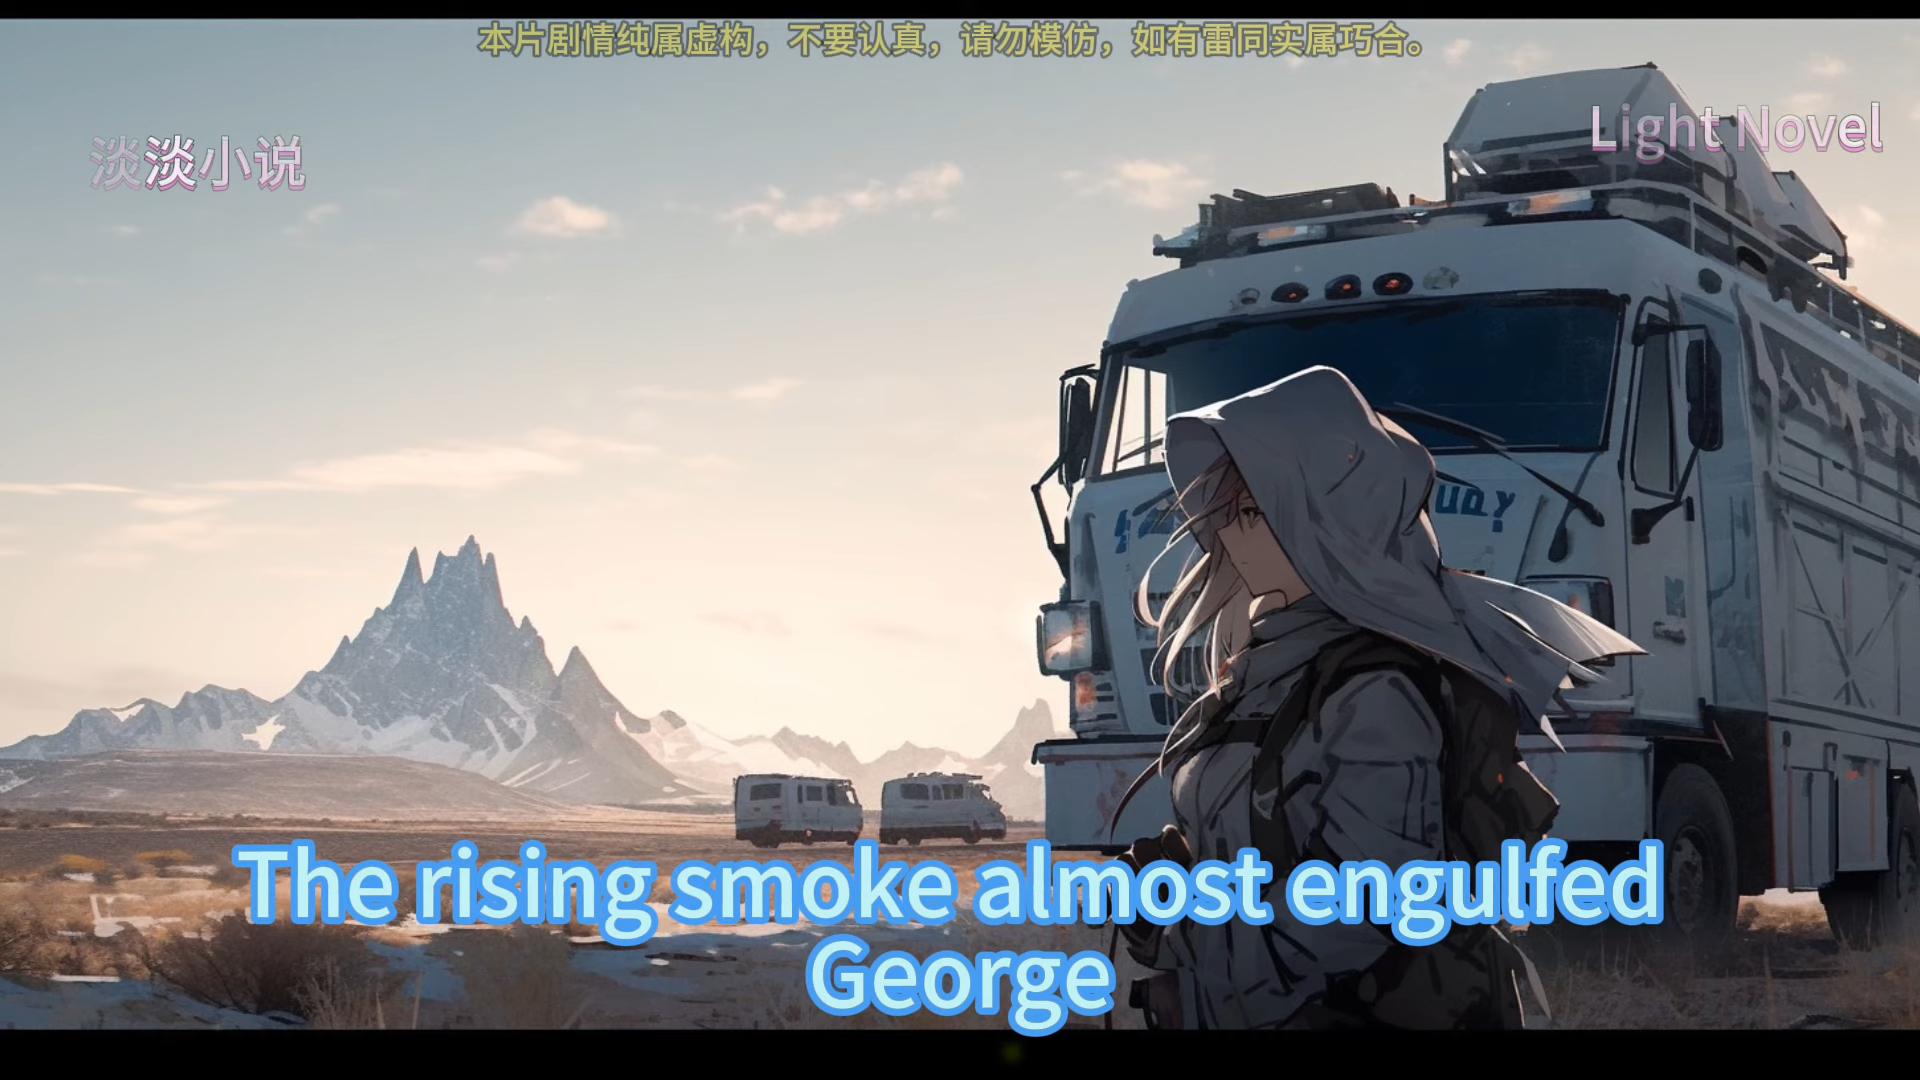 本片剧情纯属虚构，不要认真，请勿模仿，如有雷同实属巧合。
淡淡小说
Light Novel
The rising smoke almost engulfed
George